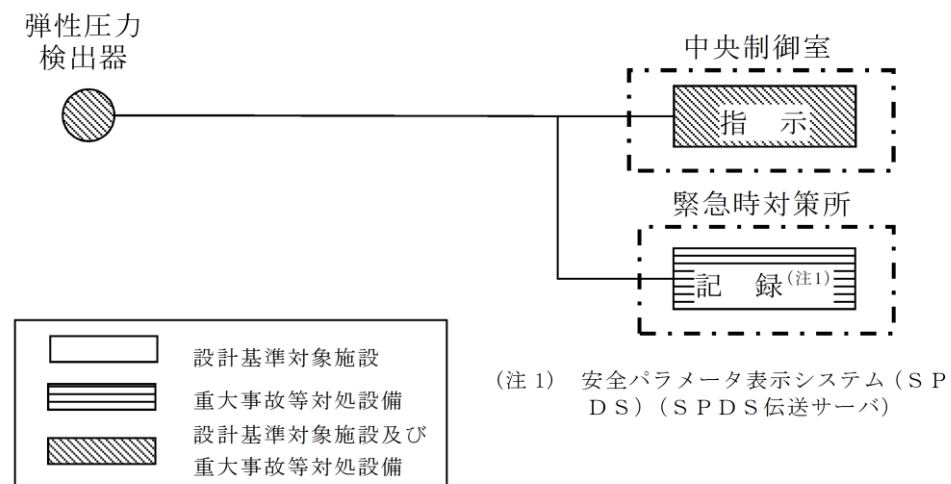 弾性圧力
検出器
中央制御室
指 示
緊急時対策所
記 録(注1)
設計基準対象施設
重大事故等対処設備
設計基準対象施設及び
重大事故等対処設備
(注1) 安全パラメータ表示システム(SP
DS)(SPDS伝送サーバ)